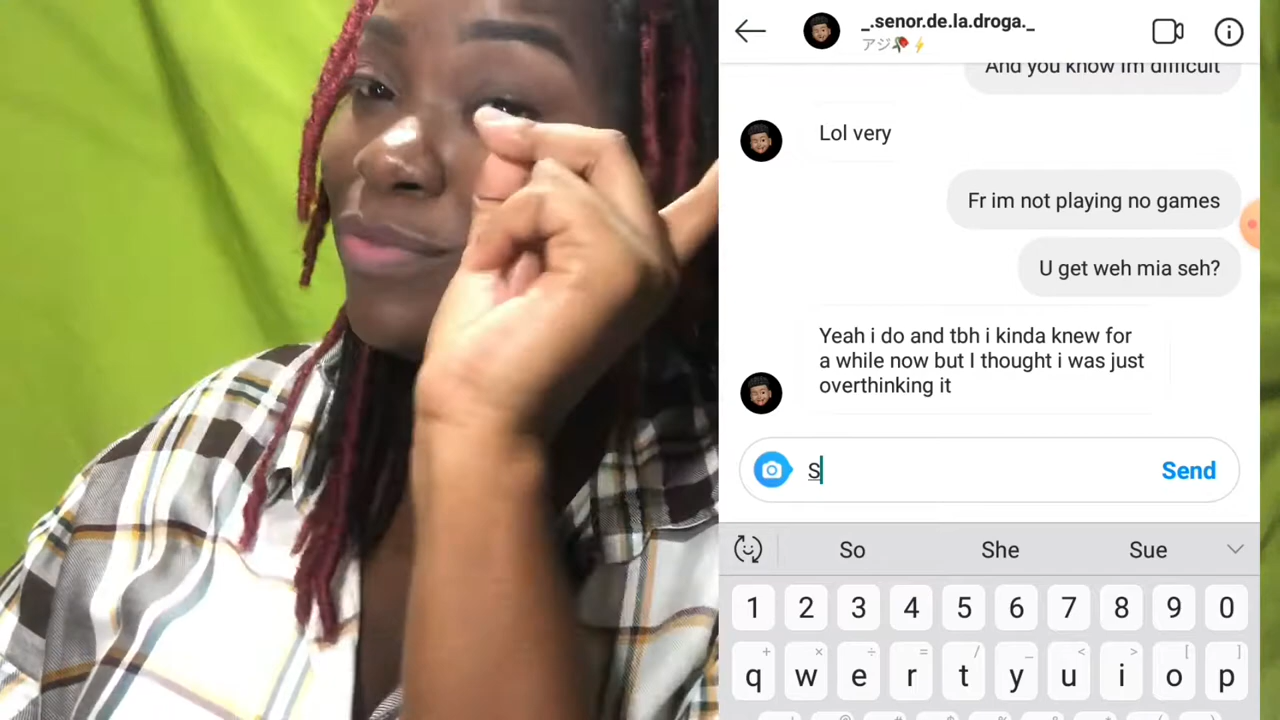 _.senor.de.la.droga._
アジ🥀⚡
And you know im difficult
Lol very
Fr im not playing no games
U get weh mia seh?
Yeah i do and tbh i kinda knew for
a while now but I thought i was just
overthinking it
S
Send
So She Sue
1 2 3 4 5 6 7 8 9 0
+ × ÷ = / _ < > [ ]
q w e r t y u i o p